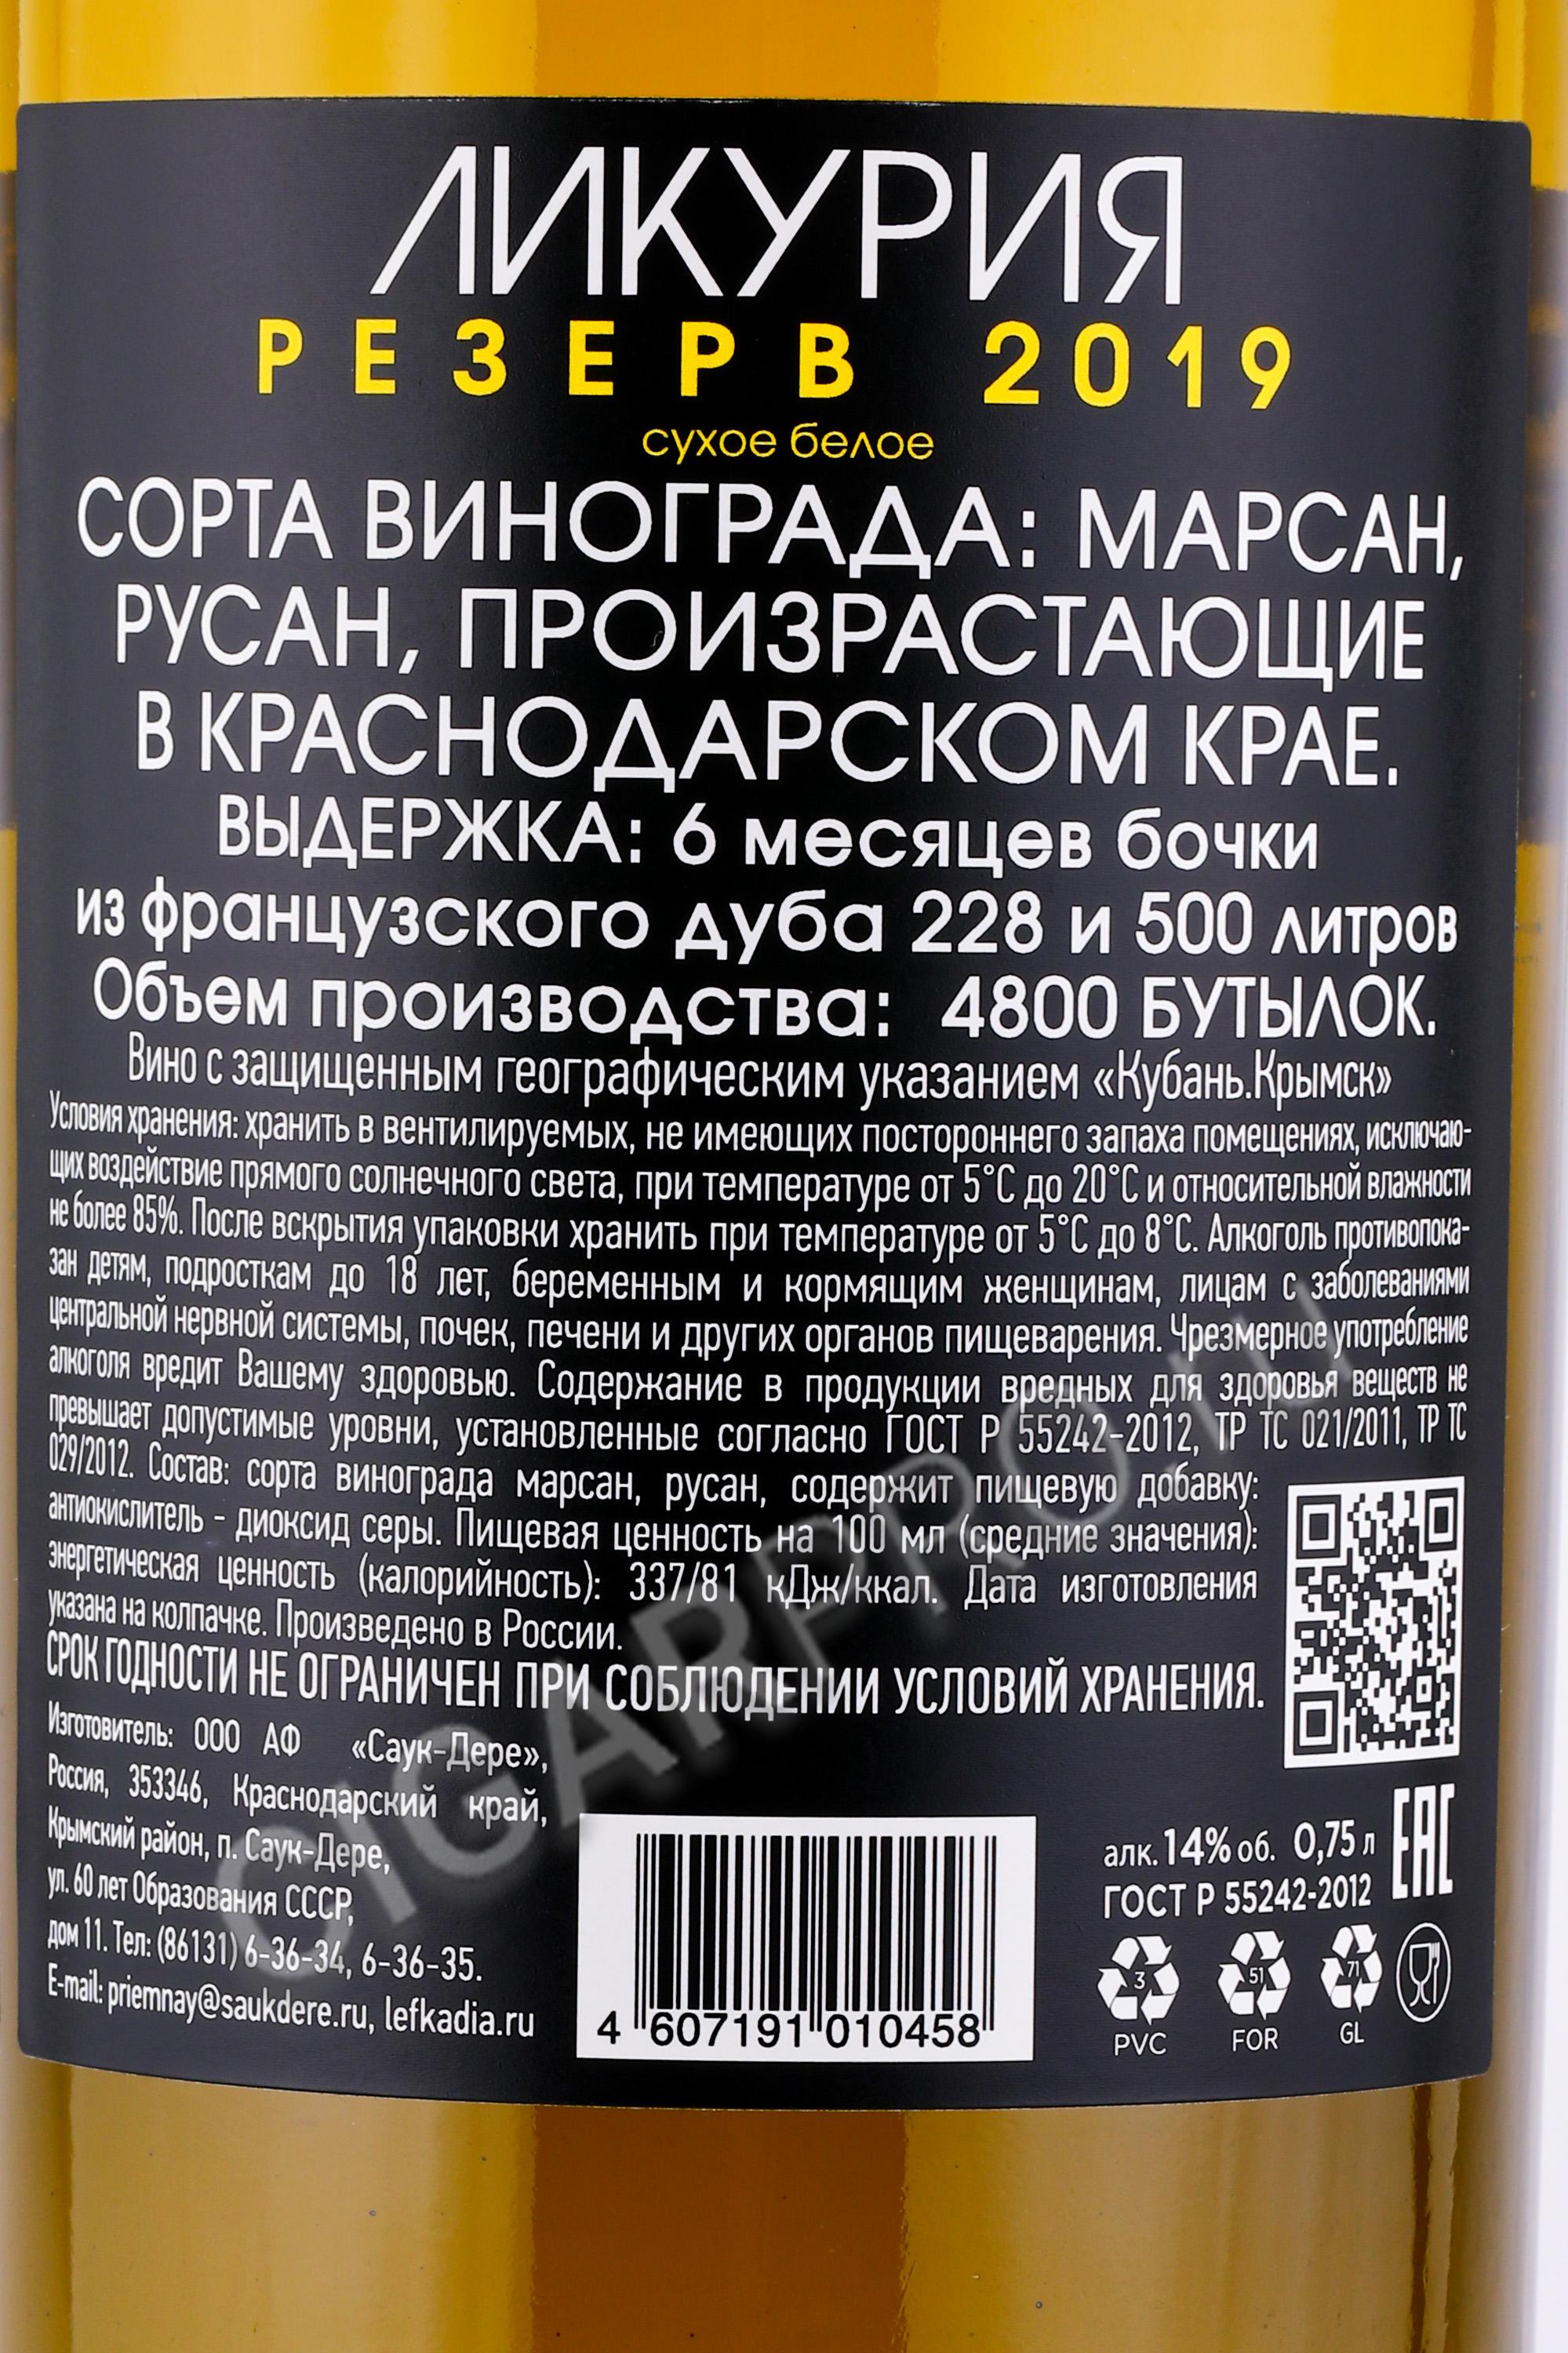 ЛИКУРИЯ
РЕЗЕРВ 2019
сухое белое
СОРТА ВИНОГРАДА: МАРСАН,
РУСАН, ПРОИЗРАСТАЮЩИЕ
В КРАСНОДАРСКОМ КРАЕ.
ВЫДЕРЖКА: 6 месяцев бочки
из французского дуба 228 и 500 литров
Объем производства: 4800 БУТЫЛОК.
Вино с защищенным географическим указанием «Кубань.Крымск»
Условия хранения: хранить в вентилируемых, не имеющих постороннего запаха помещениях, исключаю-
щих воздействие прямого солнечного света, при температуре от 5°С до 20°С и относительной влажности
не более 85%. После вскрытия упаковки хранить при температуре от 5°С до 8°С. Алкоголь противопока-
зан детям, подросткам до 18 лет, беременным и кормящим женщинам, лицам с заболеваниями
центральной нервной системы, почек, печени и других органов пищеварения. Чрезмерное употребление
алкоголя вредит Вашему здоровью. Содержание в продукции вредных для здоровья веществ не
превышает допустимые уровни, установленные согласно ГОСТ Р 55242-2012, ТР ТС 021/2011, ТР ТС
029/2012. Состав: сорта винограда марсан, русан, содержит пищевую добавку:
антиокислитель - диоксид серы. Пищевая ценность на 100 мл (средние значения):
энергетическая ценность (калорийность): 337/81 кДж/ккал. Дата изготовления
указана на колпачке. Произведено в России.
СРОК ГОДНОСТИ НЕ ОГРАНИЧЕН ПРИ СОБЛЮДЕНИИ УСЛОВИЙ ХРАНЕНИЯ.
Изготовитель: ООО АФ «Саук-Дере»,
Россия, 353346, Краснодарский край,
Крымский район, п. Саук-Дере,
ул. 60 лет Образования СССР,
дом 11. Тел: (86131) 6-36-34, 6-36-35.
E-mail: priemnay@saukdere.ru, lefkadia.ru
4 607191 010458
алк. 14% об. 0,75 л
ГОСТ Р 55242-2012
EAC
3
PVC
51
FOR
71
GL
CIGARPRO.ru